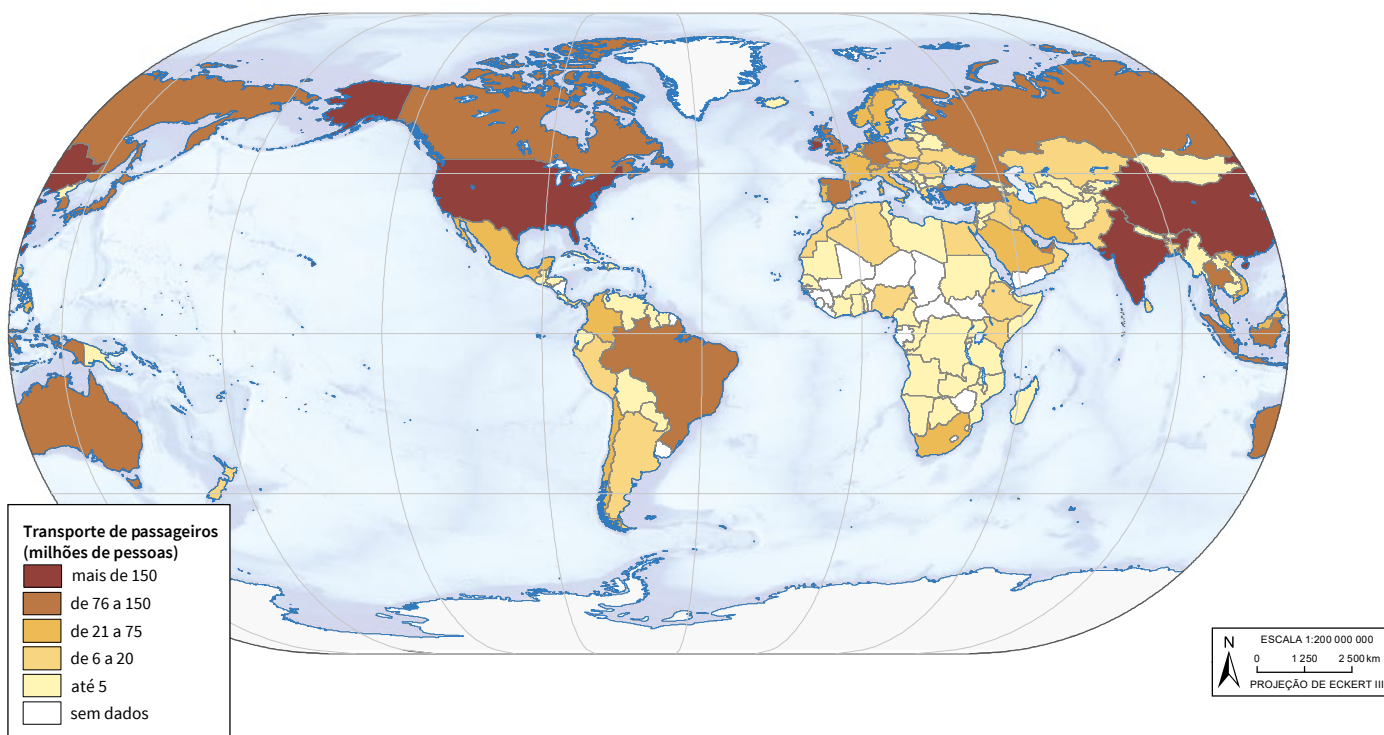 Transporte de passageiros
(milhões de pessoas)
mais de 150
de 76 a 150
de 21 a 75
de 6 a 20
até 5
sem dados
N
ESCALA 1:200 000 000
0 1 250 2 500 km
PROJEÇÃO DE ECKERT III